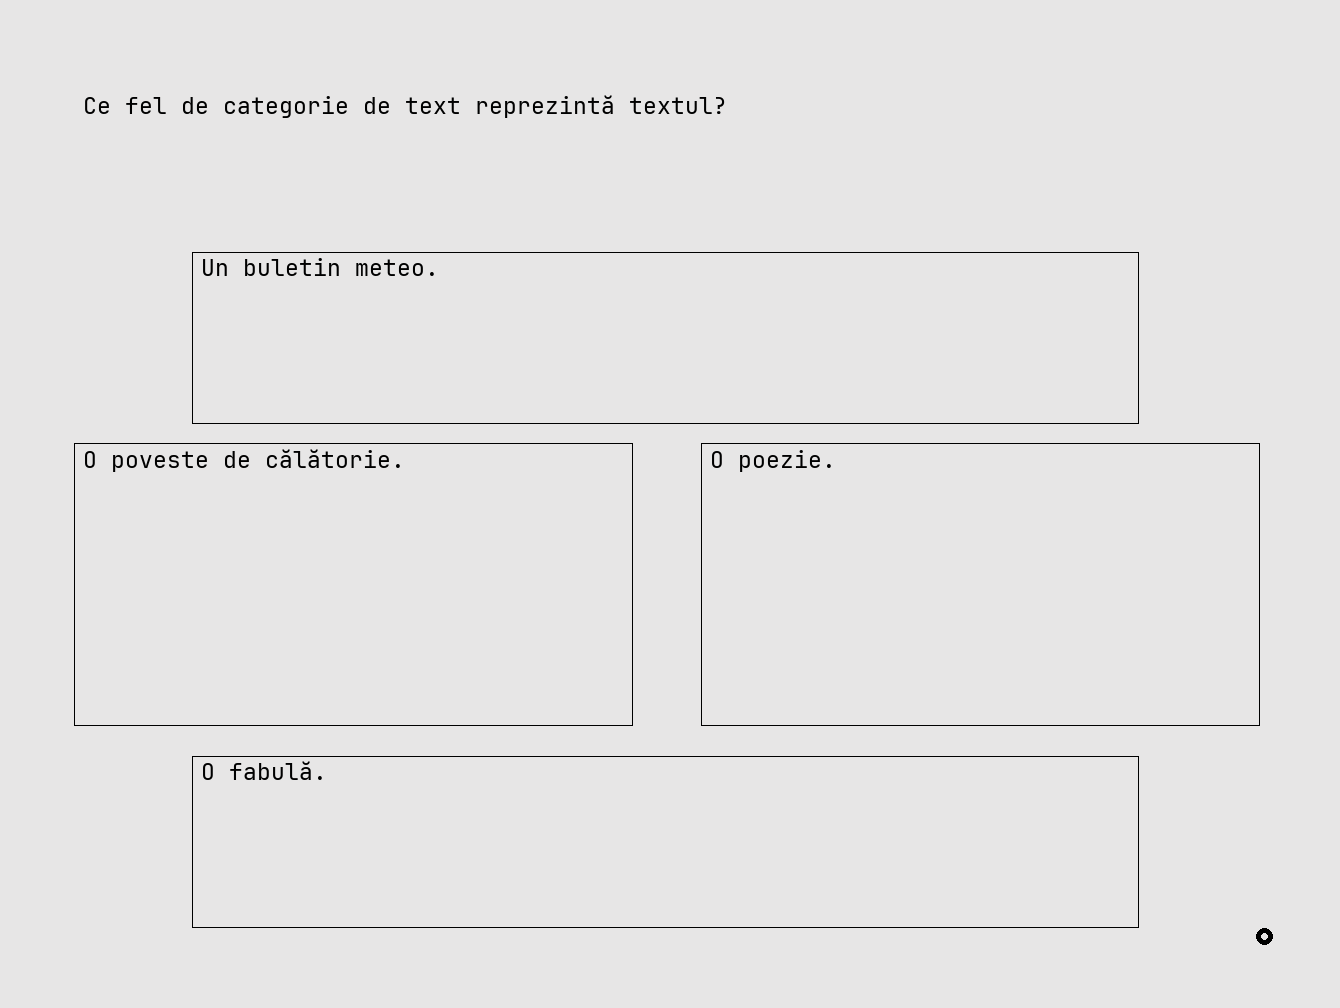 Ce fel de categorie de text reprezintă textul?
Un buletin meteo.
O poveste de călătorie.
O poezie.
O fabulă.